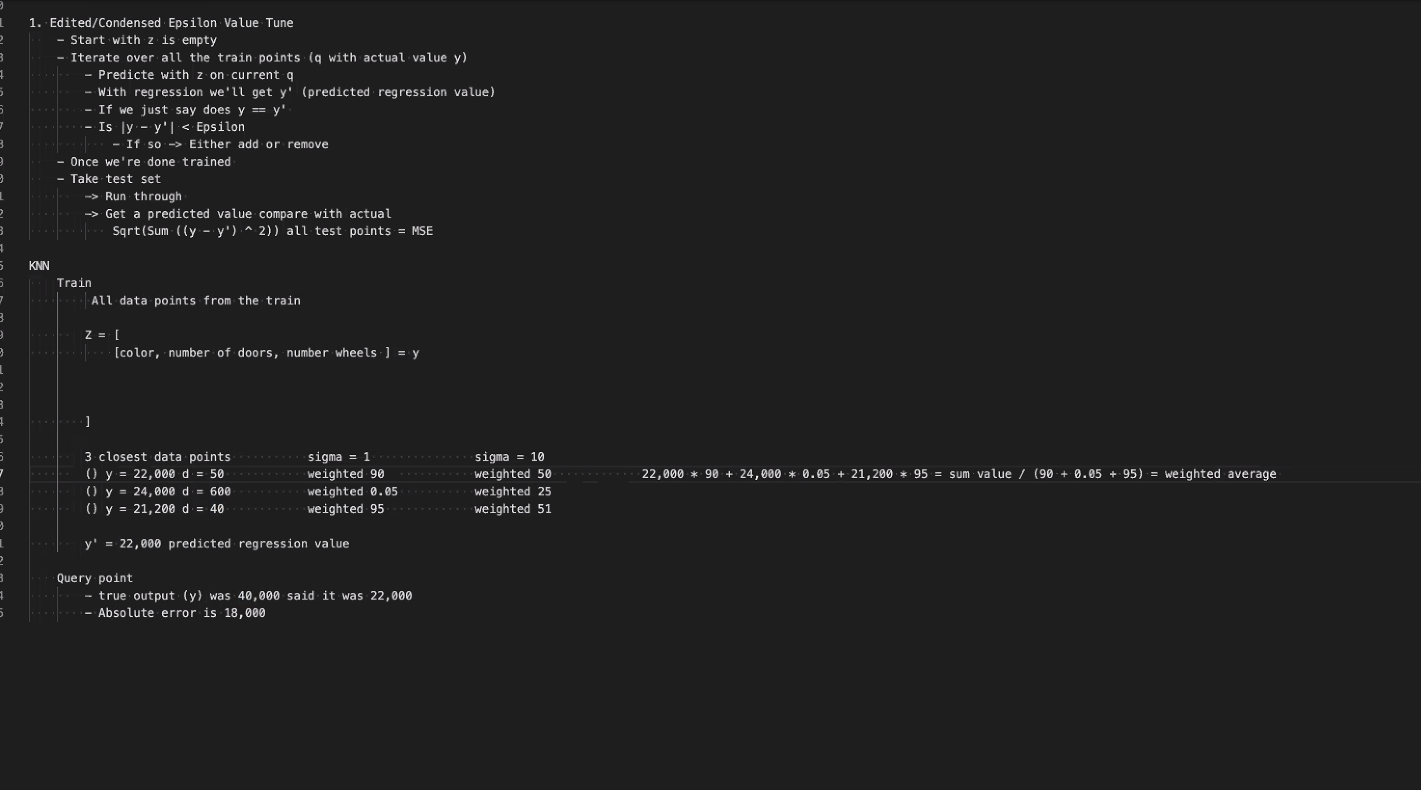 1. Edited/Condensed Epsilon Value Tune
- Start with z is empty
- Iterate over all the train points (q with actual value y)
- Predicte with z on current q
- With regression we'll get y' (predicted regression value)
- If we just say does y == y'
- Is |y - y'| < Epsilon
- If so -> Either add or remove
- Once we're done trained
- Take test set
-> Run through
-> Get a predicted value compare with actual
Sqrt(Sum ((y - y') ^ 2)) all test points = MSE
KNN
Train
All data points from the train
Z = [
[color, number of doors, number wheels ] = y
]
3 closest data points sigma = 1 sigma = 10
() y = 22,000 d = 50 weighted 90 weighted 50 22,000 * 90 + 24,000 * 0.05 + 21,200 * 95 = sum value / (90 + 0.05 + 95) = weighted average
() y = 24,000 d = 600 weighted 0.05 weighted 25
() y = 21,200 d = 40 weighted 95 weighted 51
y' = 22,000 predicted regression value
Query point
- true output (y) was 40,000 said it was 22,000
- Absolute error is 18,000